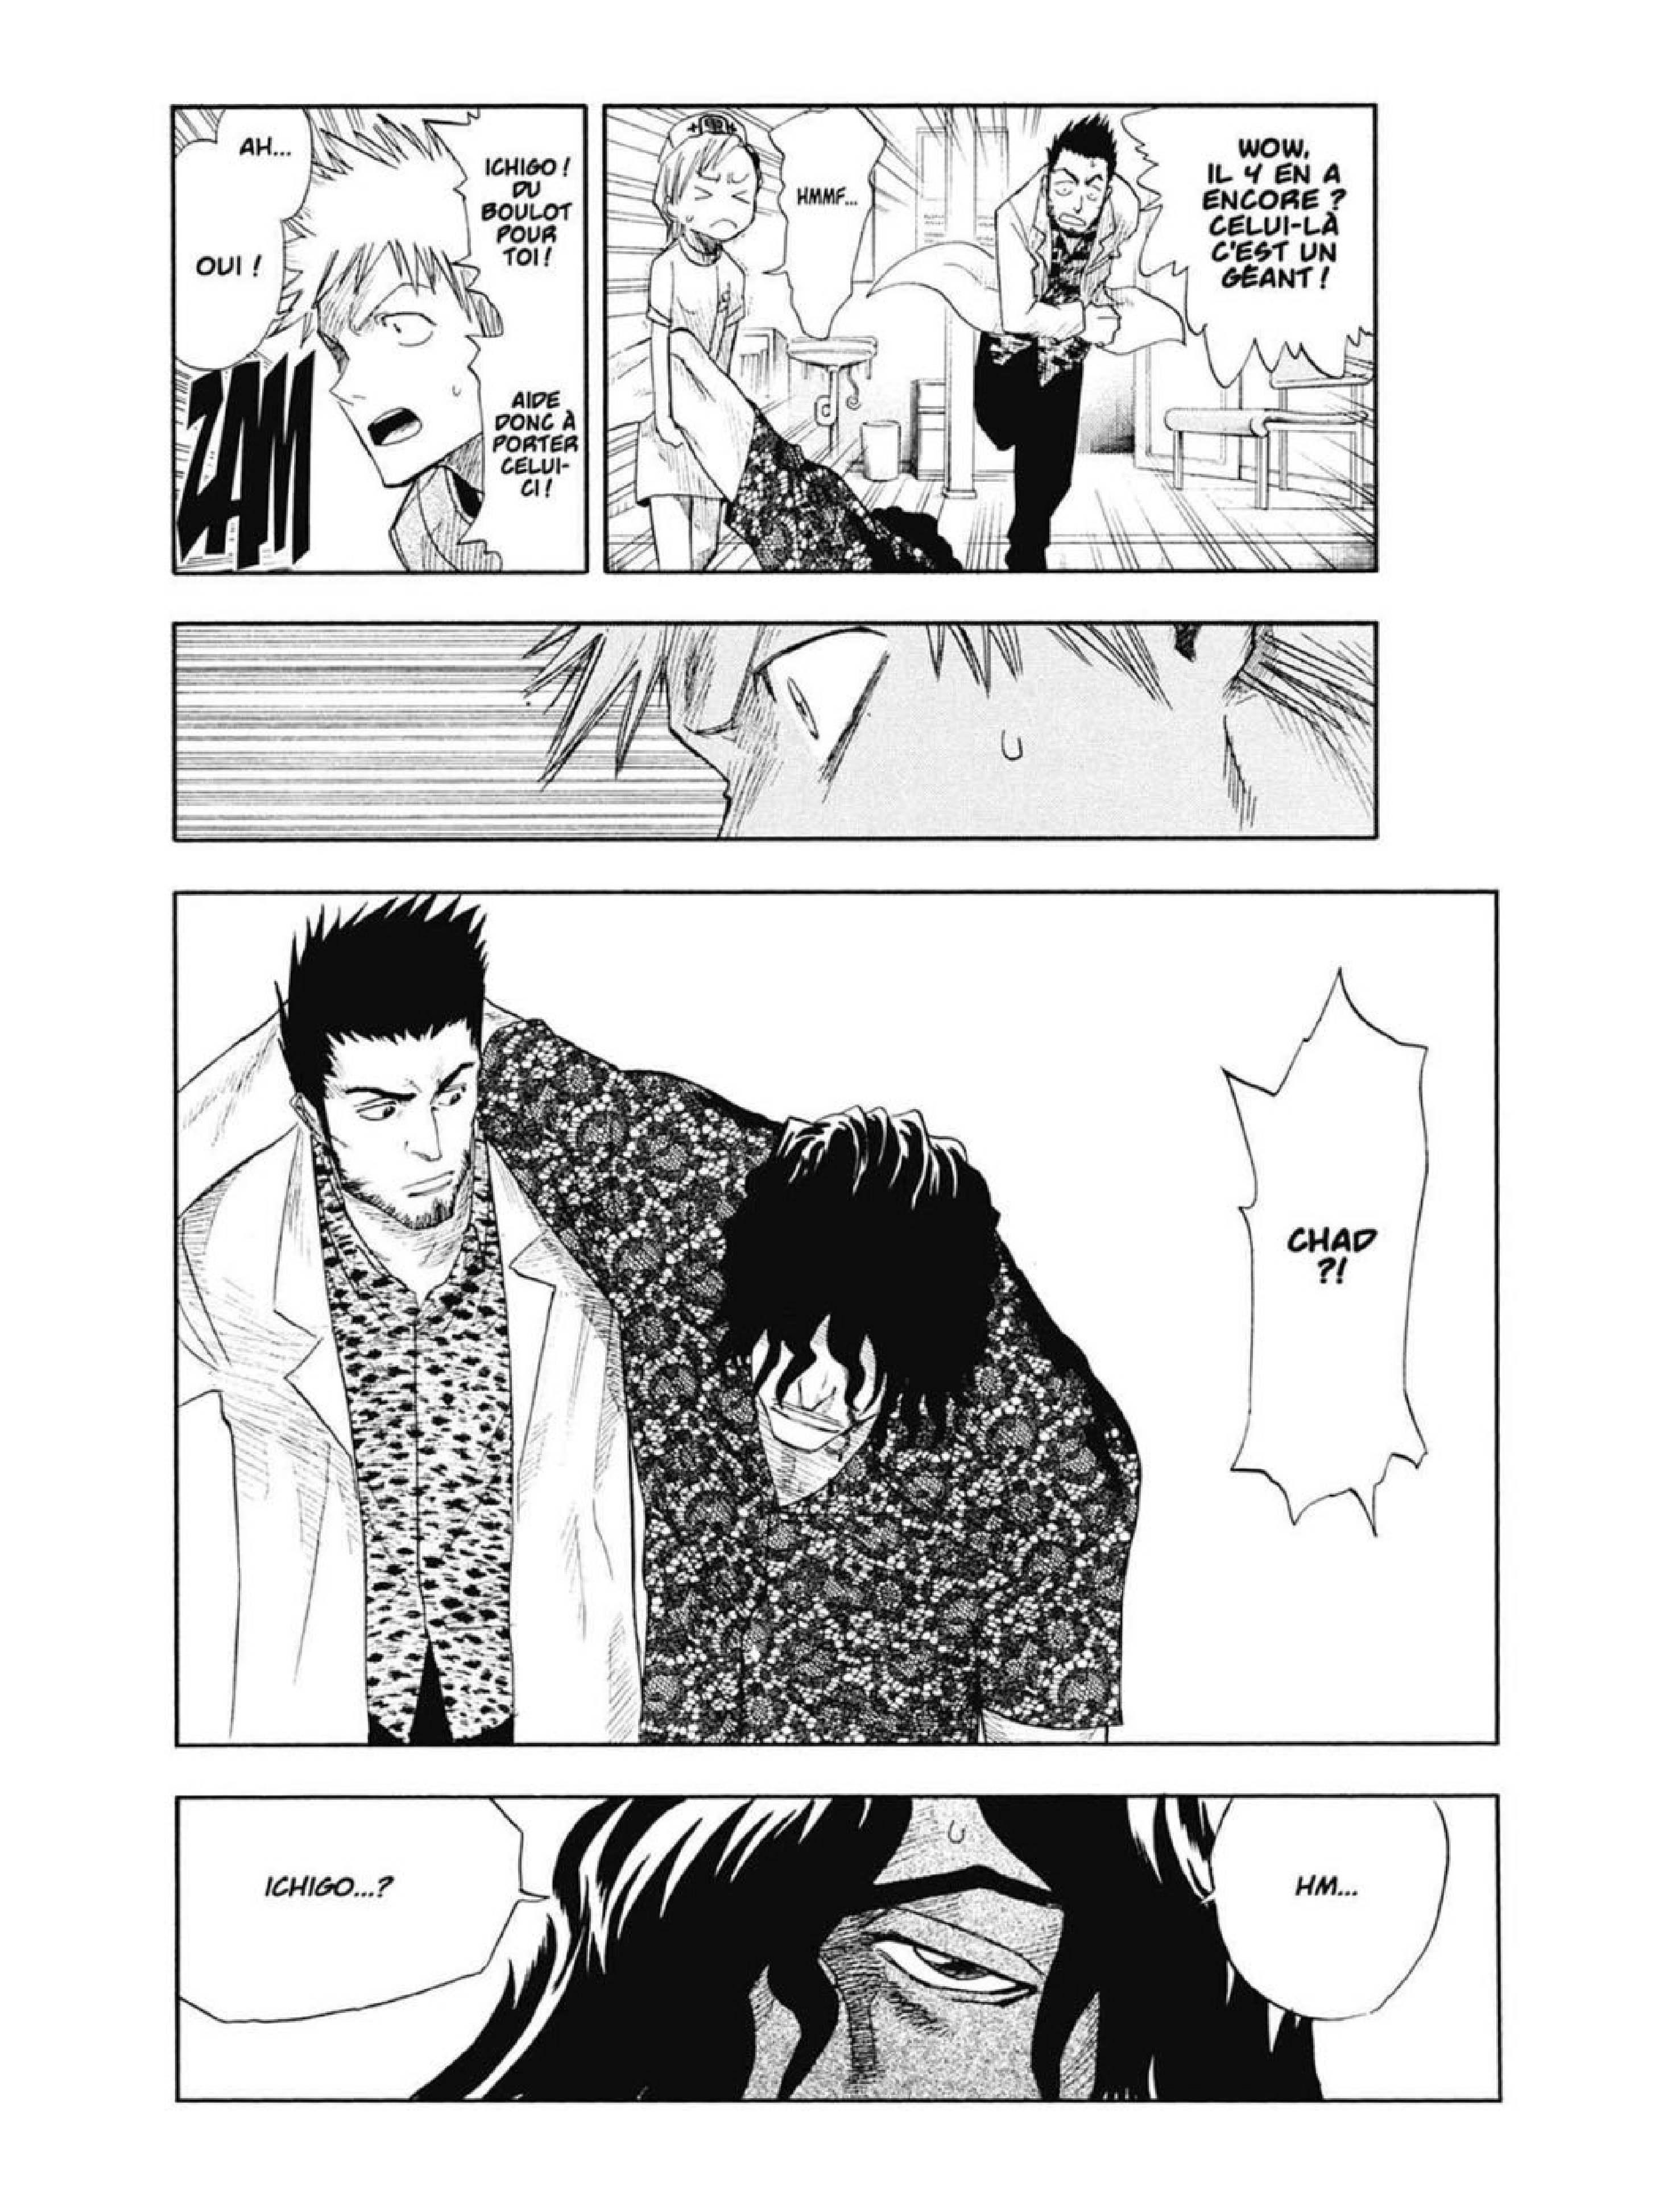 WOW,
IL Y EN A
ENCORE ?
CELUI-LÀ
C'EST UN
GÉANT !
HMMF...
ICHIGO !
DU
BOULOT
POUR
TOI !
AIDE
DONC À
PORTER
CELUI-
CI !
AH...
OUI !
ZAM
CHAD
?!
HM...
ICHIGO...?